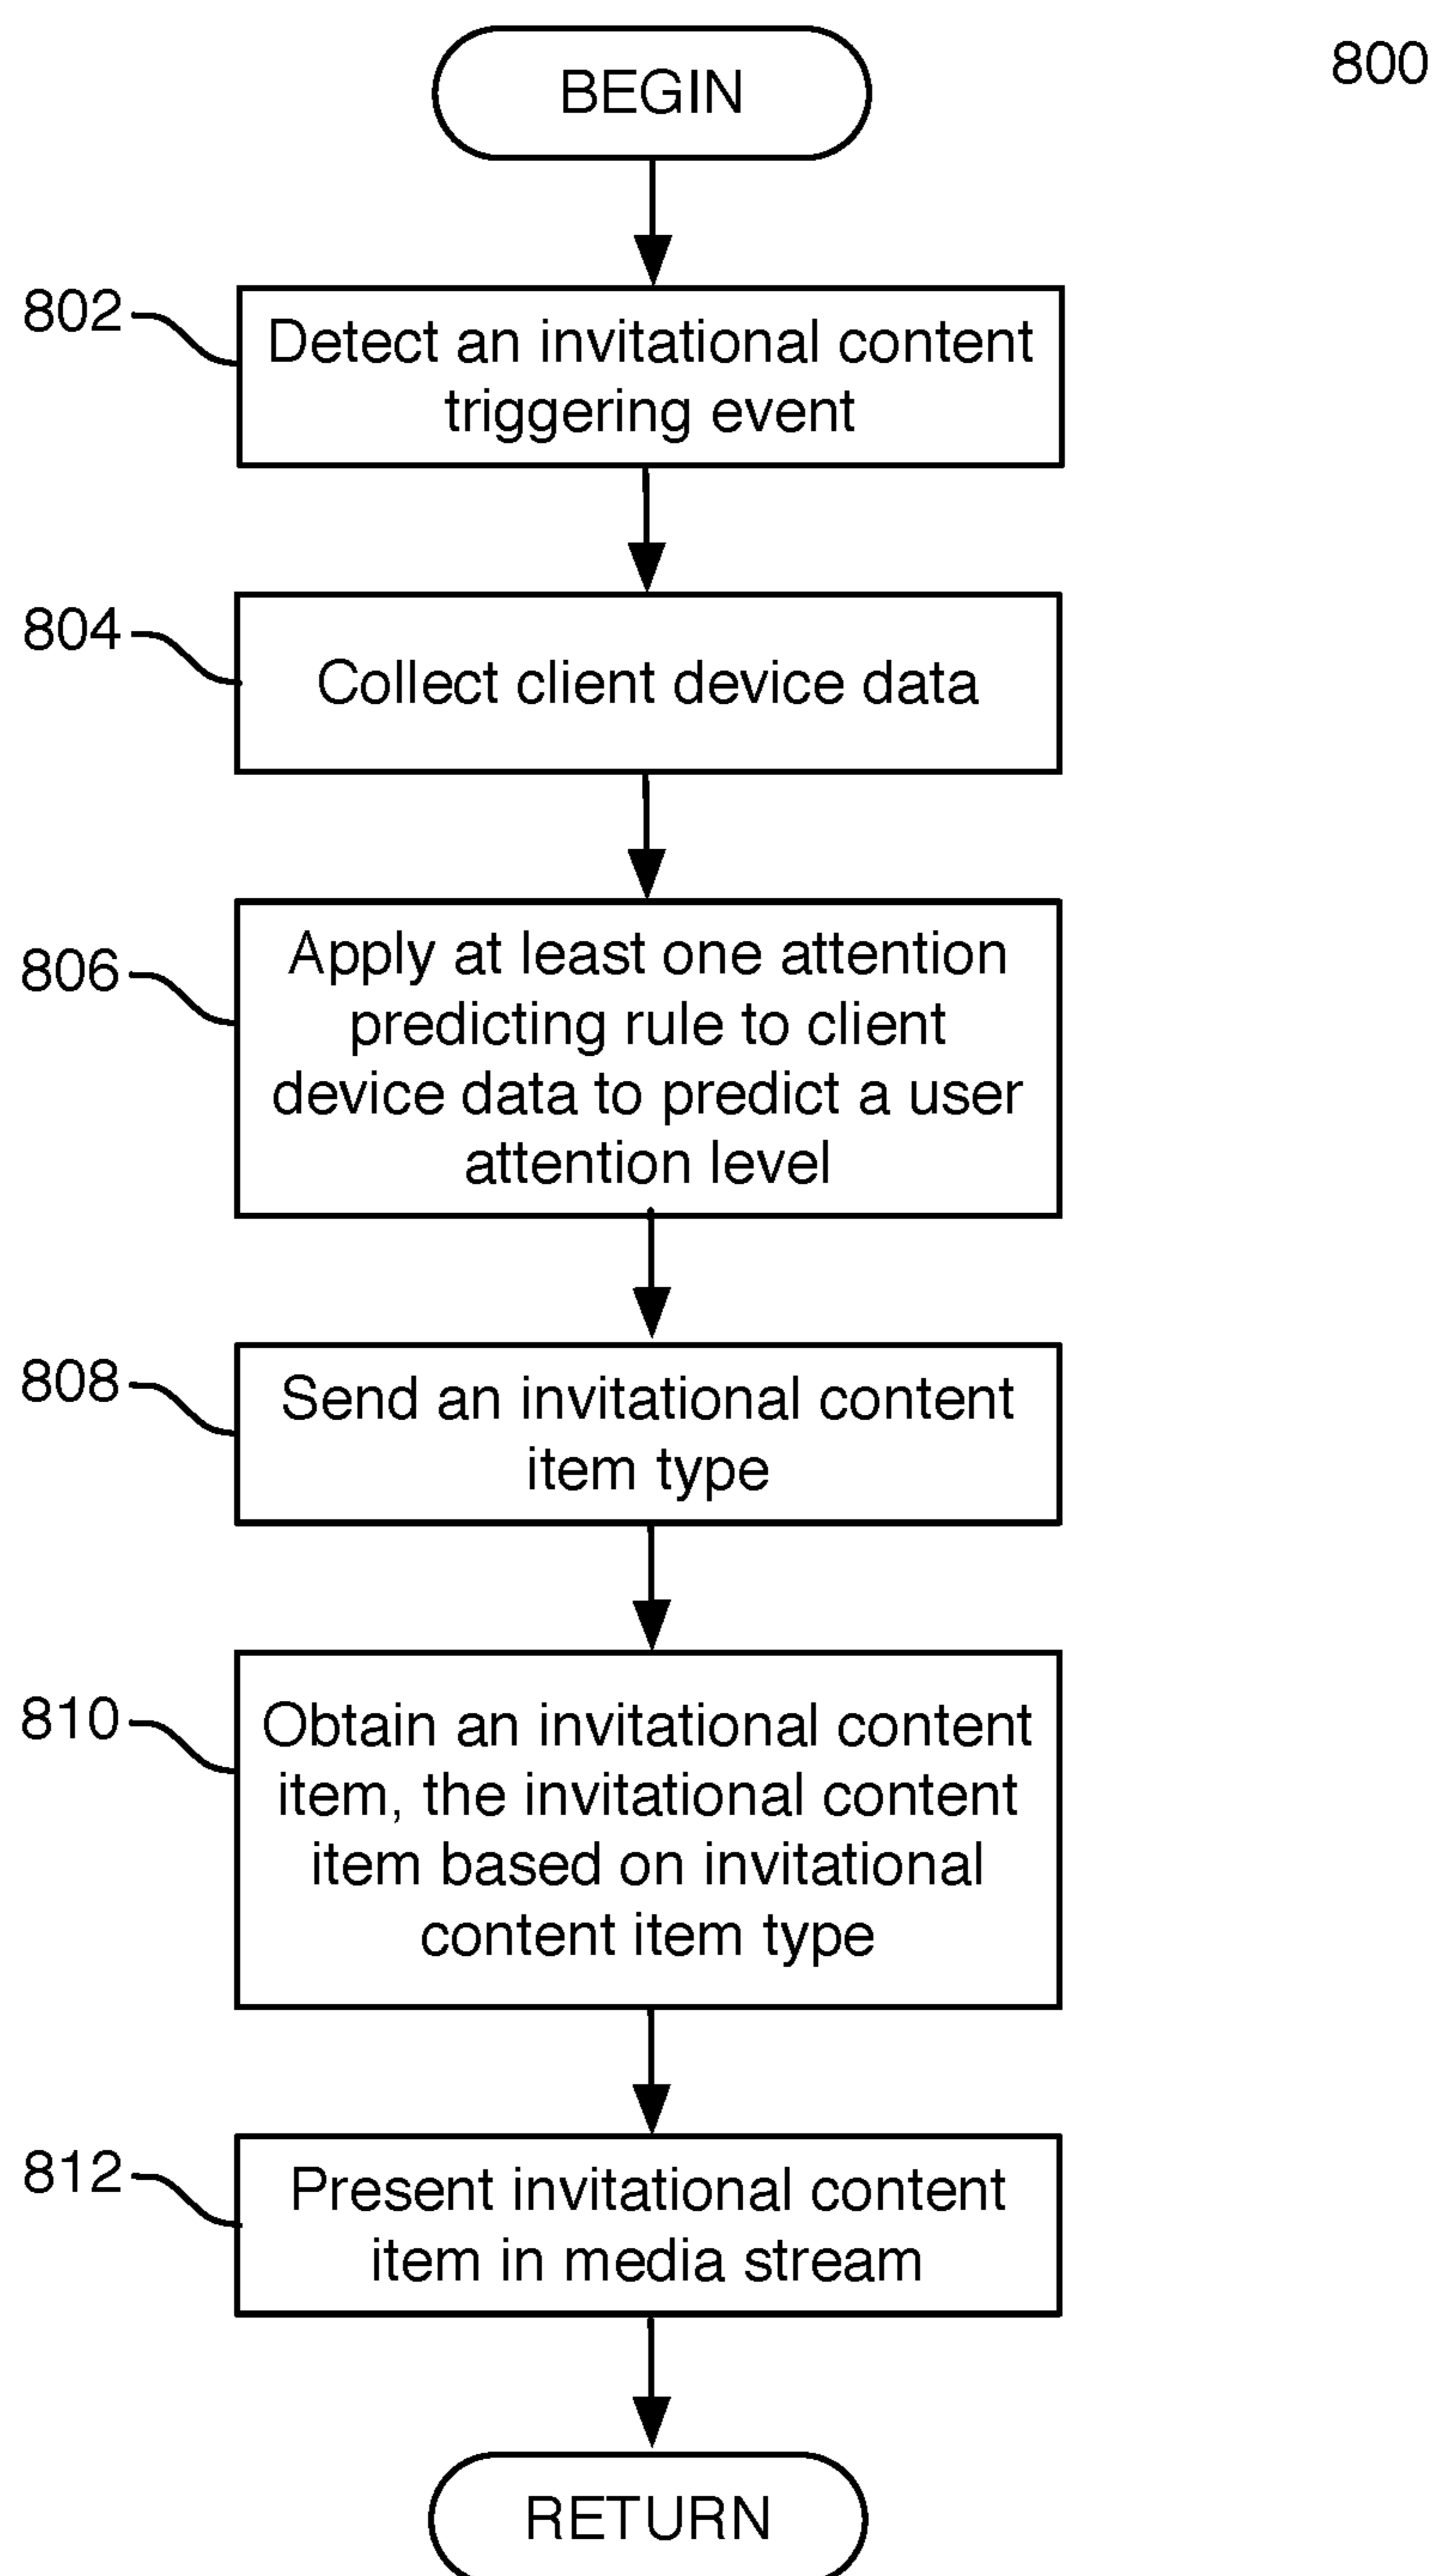 BEGIN
800
802
Detect an invitational content
triggering event
804
Collect client device data
806
Apply at least one attention
predicting rule to client
device data to predict a user
attention level
808
Send an invitational content
item type
810
Obtain an invitational content
item, the invitational content
item based on invitational
content item type
812
Present invitational content
item in media stream
RETURN